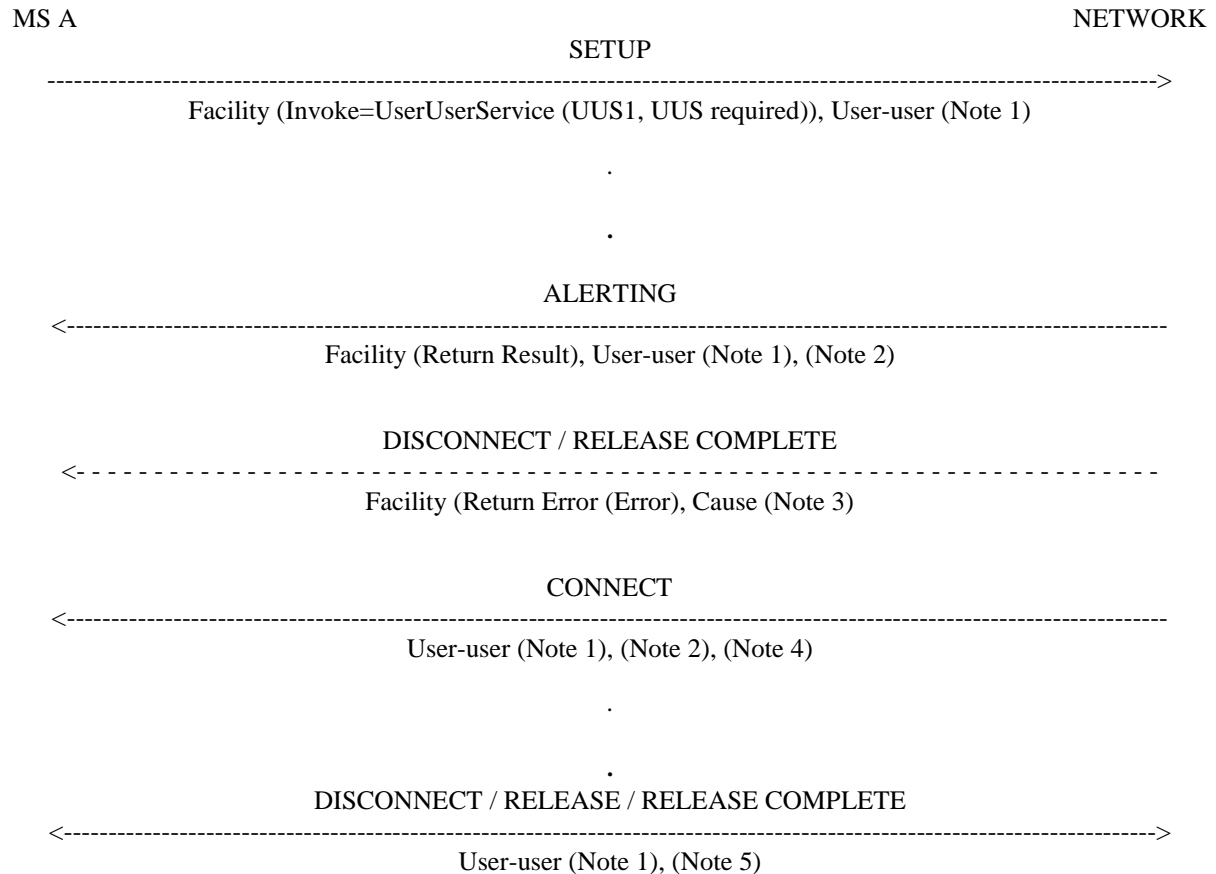 MS A NETWORK
SETUP
------------------------------------------------------------------------------------------------------------------------------>
Facility (Invoke=UserUserService (UUS1, UUS required)), User-user (Note 1)
.
.
ALERTING
<-----------------------------------------------------------------------------------------------------------------------------
Facility (Return Result), User-user (Note 1), (Note 2)
DISCONNECT / RELEASE COMPLETE
<- - - - - - - - - - - - - - - - - - - - - - - - - - - - - - - - - - - - - - - - - - - - - - - - - - - - - - - - - - - - - - - - - - - - - -
Facility (Return Error (Error), Cause (Note 3)
CONNECT
<-----------------------------------------------------------------------------------------------------------------------------
User-user (Note 1), (Note 2), (Note 4)
.
.
DISCONNECT / RELEASE / RELEASE COMPLETE
<---------------------------------------------------------------------------------------------------------------------------->
User-user (Note 1), (Note 5)